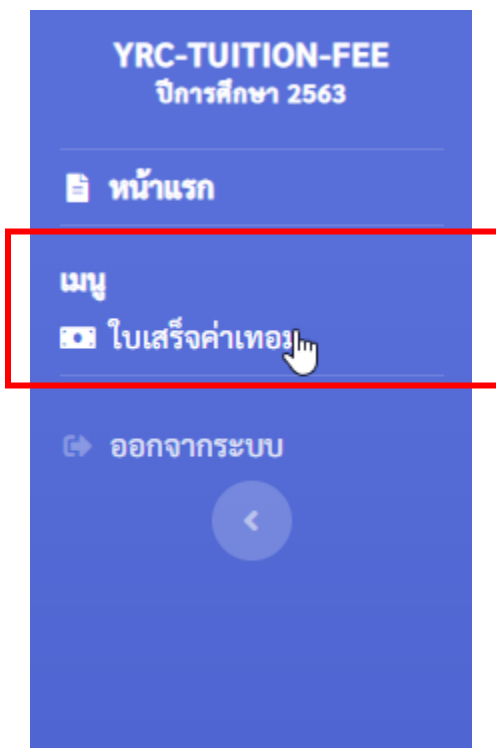 YRC-TUITION-FEE
ปีการศึกษา 2563
หน้าแรก
เมนู
ใบเสร็จค่าเทอม
ออกจากระบบ